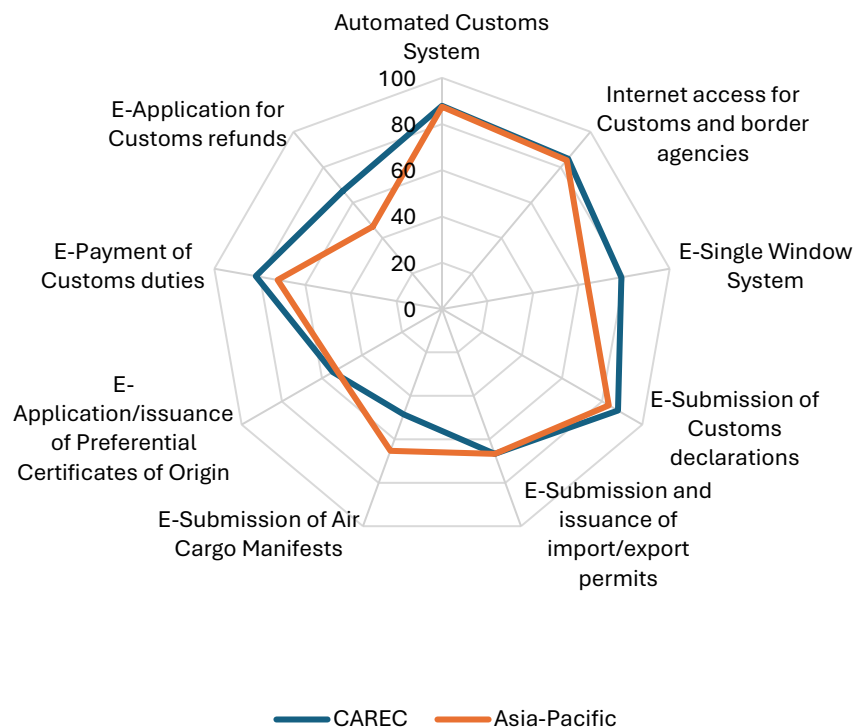 Automated Customs
System
100
80
60
40
20
0
Internet access for
Customs and border
agencies
E-Single Window
System
E-Submission of
Customs
declarations
E-Submission and
issuance of
import/export
permits
E-Submission of Air
Cargo Manifests
E-
Application/issuance
of Preferential
Certificates of Origin
E-Payment of
Customs duties
E-Application for
Customs refunds
CAREC
Asia-Pacific